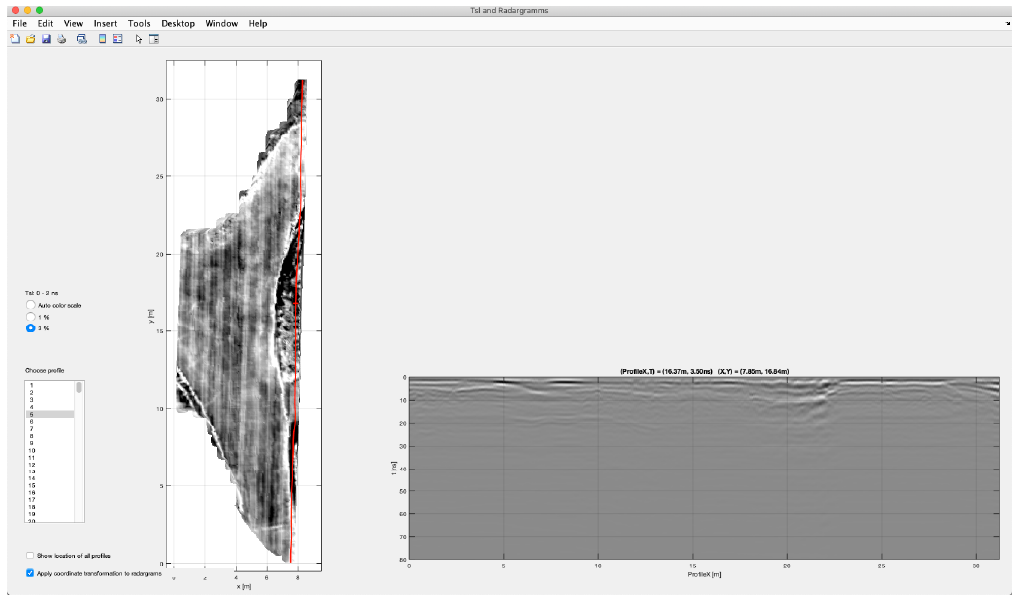 Tsl and Radargramms
File Edit View Insert Tools Desktop Window Help
Tsl: 0 - 2 ns
Auto color scale
1 %
3 %
Choose profile
1
2
3
4
5
6
7
8
9
10
11
12
13
14
15
16
17
18
19
20
Show location of all profiles
Apply coordinate transformation to radargrams
30
25
20
15
10
5
0
y [m]
4 6 8
x [m]
(ProfileX,T) = (16.37m, 3.50ns) (X,Y) = (7.85m, 16.84m)
0
10
20
30
40
50
60
70
80
t [ns]
0 5 10 15 20 25 30
ProfileX [m]